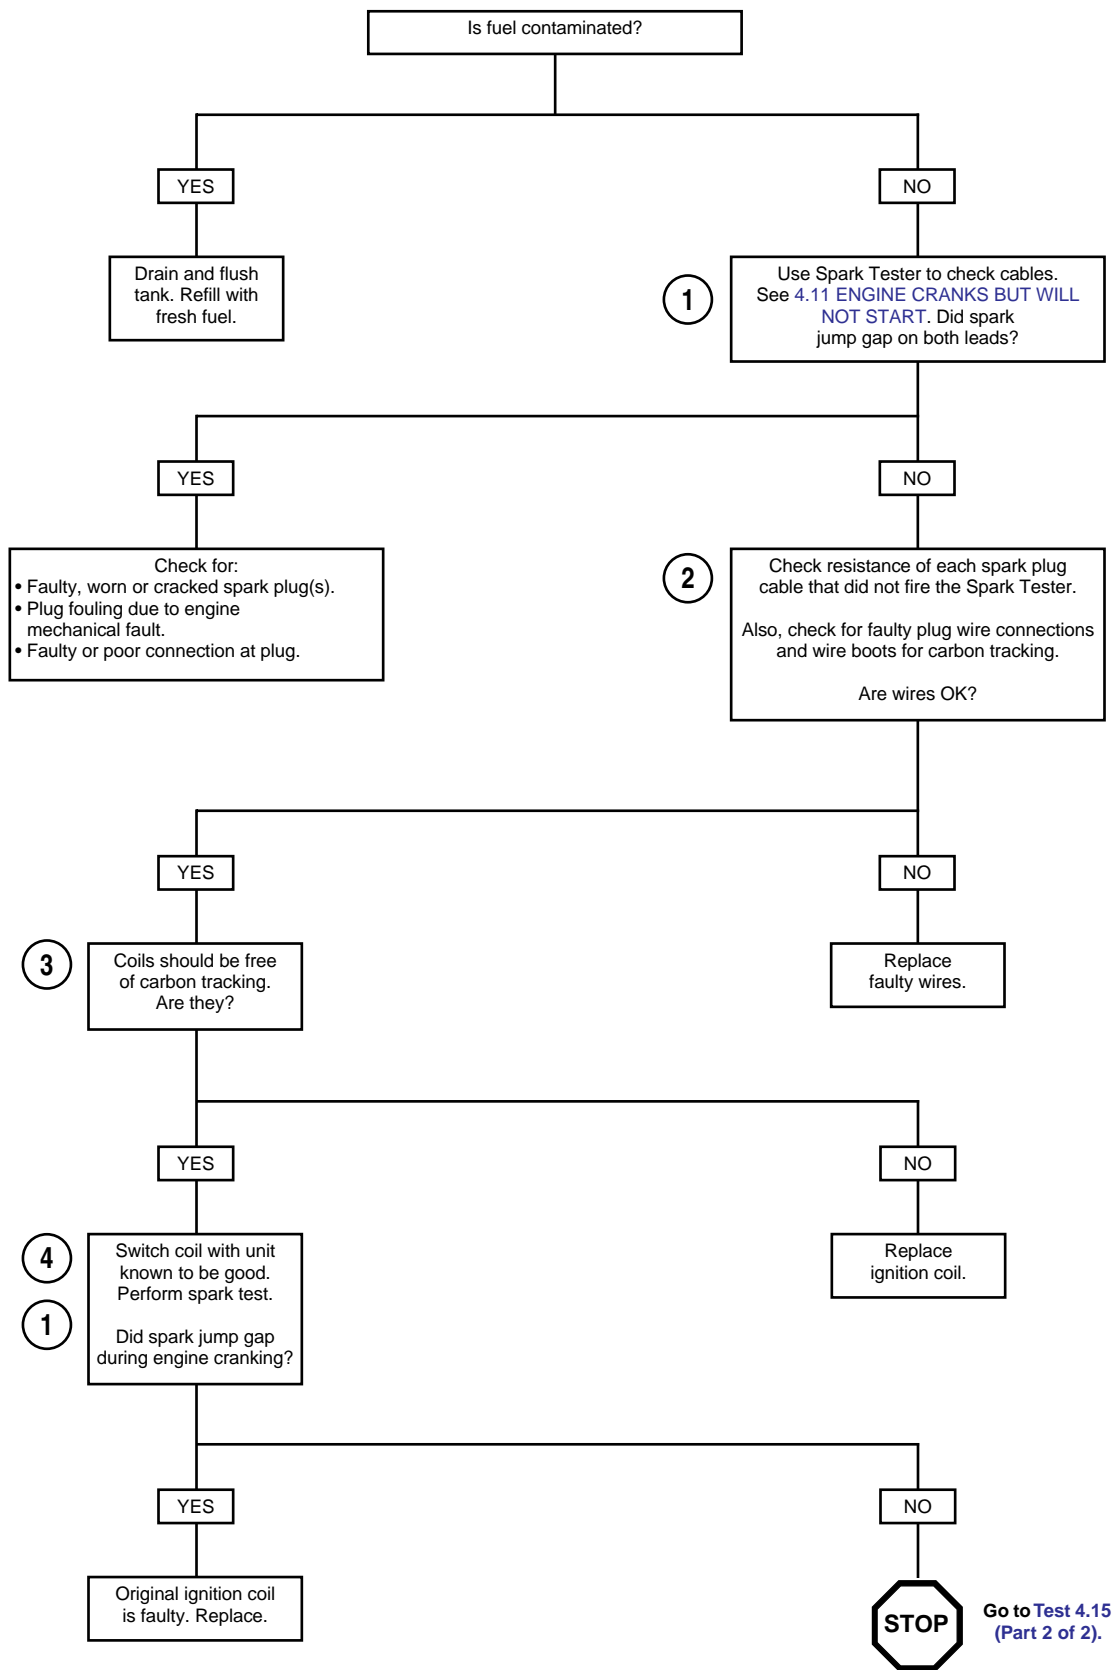 Is fuel contaminated?
YES
NO
Drain and flush
tank. Refill with
fresh fuel.
1
Use Spark Tester to check cables.
See 4.11 ENGINE CRANKS BUT WILL
NOT START. Did spark
jump gap on both leads?
YES
NO
Check for:
• Faulty, worn or cracked spark plug(s).
• Plug fouling due to engine
mechanical fault.
• Faulty or poor connection at plug.
2
Check resistance of each spark plug
cable that did not fire the Spark Tester.
Also, check for faulty plug wire connections
and wire boots for carbon tracking.
Are wires OK?
YES
NO
3
Coils should be free
of carbon tracking.
Are they?
Replace
faulty wires.
YES
NO
4
1
Switch coil with unit
known to be good.
Perform spark test.
Did spark jump gap
during engine cranking?
Replace
ignition coil.
YES
NO
Original ignition coil
is faulty. Replace.
STOP
Go to Test 4.15
(Part 2 of 2).